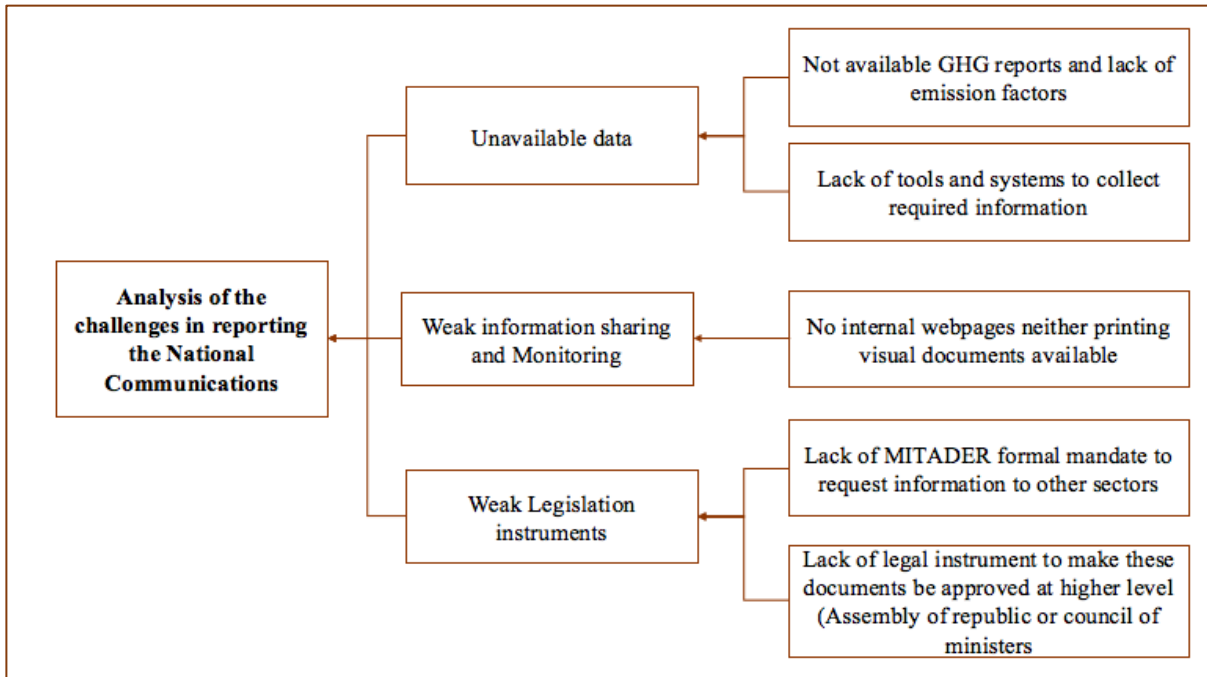 Not available GHG reports and lack of
emission factors
Unavailable data
Lack of tools and systems to collect
required information
Analysis of the
challenges in reporting
the National
Communications
Weak information sharing
and Monitoring
No internal webpages neither printing
visual documents available
Lack of MITADER formal mandate to
request information to other sectors
Weak Legislation
instruments
Lack of legal instrument to make these
documents be approved at higher level
(Assembly of republic or council of
ministers